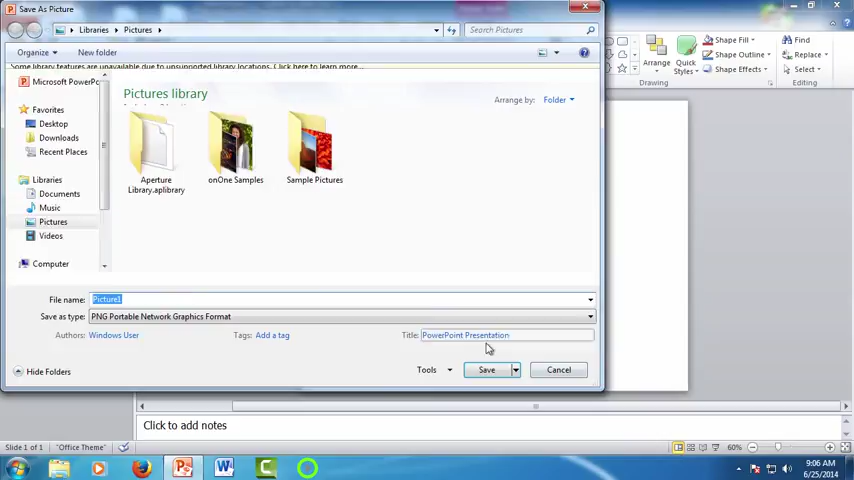 Save As Picture
Libraries Pictures
Search Pictures
Organize New folder
Some library features are unavailable due to unsupported library locations. Click here to learn more...
Microsoft PowerPo
Favorites
Desktop
Downloads
Recent Places
Libraries
Documents
Music
Pictures
Videos
Computer
Pictures library
Arrange by: Folder
Aperture
Library.aplibrary
onOne Samples
Sample Pictures
File name: Picture1
Save as type: PNG Portable Network Graphics Format
Authors: Windows User Tags: Add a tag Title: PowerPoint Presentation
Hide Folders Tools Save Cancel
Arrange
Quick
Styles
Shape Fill
Shape Outline
Shape Effects
Drawing
Find
Replace
Select
Editing
Click to add notes
Slide 1 of 1 "Office Theme" 60%
9:06 AM
6/25/2014